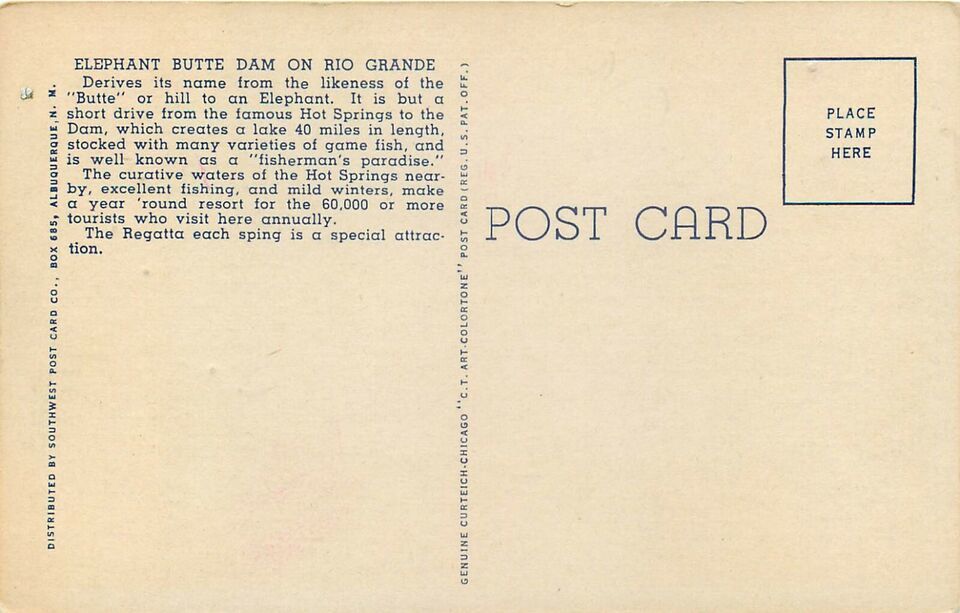 ELEPHANT BUTTE DAM ON RIO GRANDE
Derives its name from the likeness of the
"Butte" or hill to an Elephant. It is but a
short drive from the famous Hot Springs to the
Dam, which creates a lake 40 miles in length,
stocked with many varieties of game fish, and
is well known as a "fisherman's paradise."
The curative waters of the Hot Springs near-
by, excellent fishing, and mild winters, make
a year 'round resort for the 60,000 or more
tourists who visit here annually.
The Regatta each sping is a special attrac-
tion.
DISTRIBUTED BY SOUTHWEST POST CARD CO., BOX 685, ALBUQUERQUE, N. M.
GENUINE CURTEICH-CHICAGO "C.T. ART-COLORTONE" POST CARD (REG. U.S. PAT. OFF.)
POST CARD
PLACE
STAMP
HERE